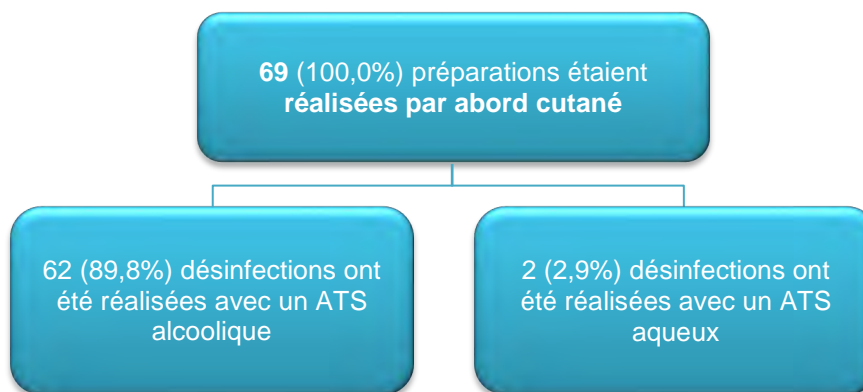 69 (100,0%) préparations étaient
réalisées par abord cutané
62 (89,8%) désinfections ont
été réalisées avec un ATS
alcoolique
2 (2,9%) désinfections ont
été réalisées avec un ATS
aqueux